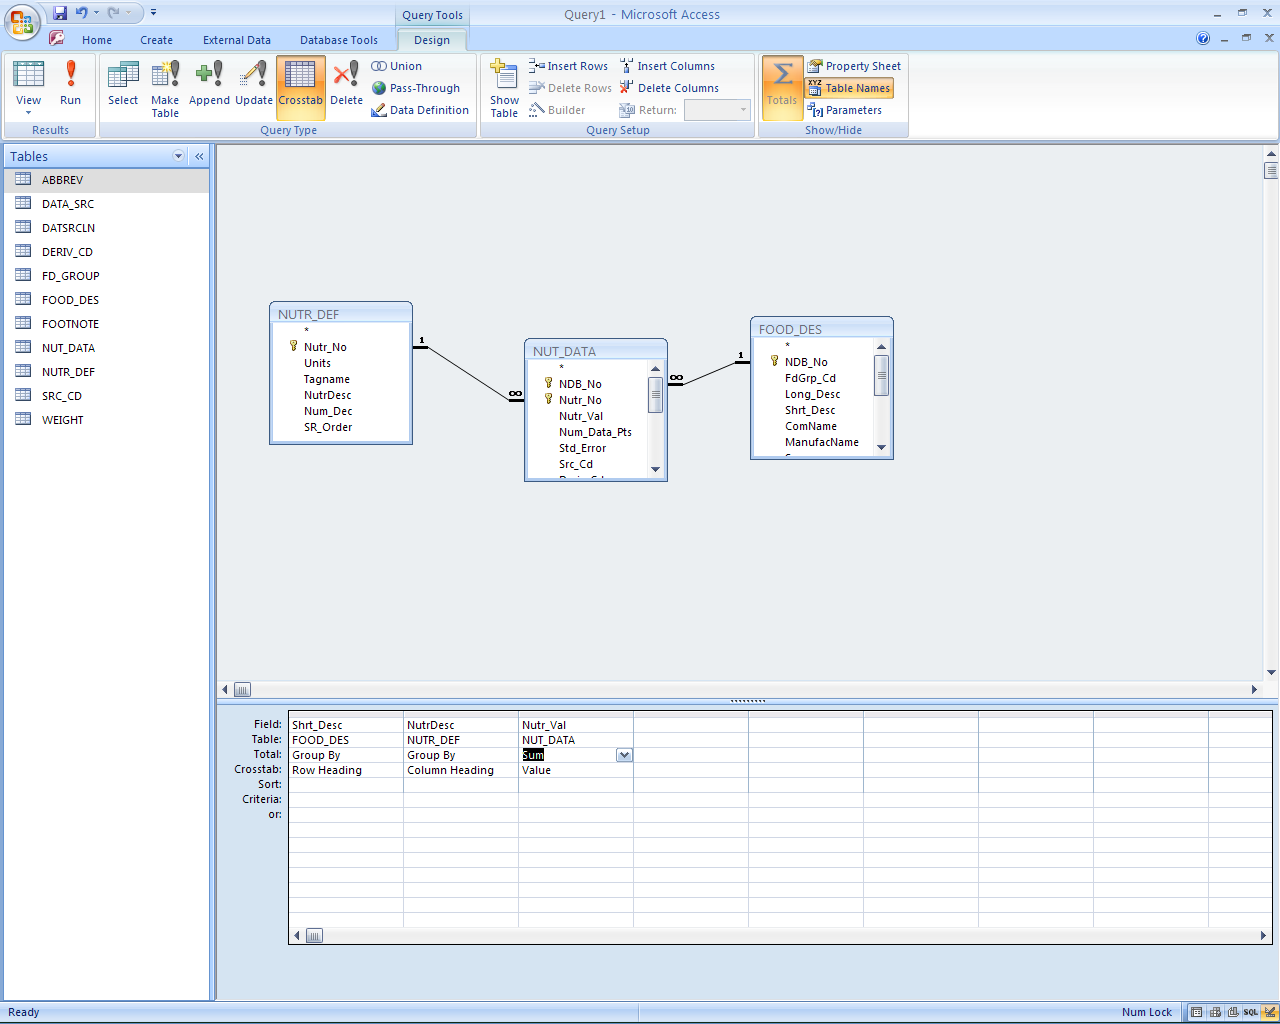 Query Tools
Query1 - Microsoft Access
Home Create External Data Database Tools Design
View
Run
Results
Select
Make Table
Append
Update
Crosstab
Delete
Union
Pass-Through
Data Definition
Query Type
Show Table
Insert Rows
Delete Rows
Builder
Insert Columns
Delete Columns
Return:
Query Setup
Totals
Property Sheet
XYZ Table Names
Parameters
Show/Hide
Tables
ABBREV
DATA_SRC
DATSRCLN
DERIV_CD
FD_GROUP
FOOD_DES
FOOTNOTE
NUT_DATA
NUTR_DEF
SRC_CD
WEIGHT
NUTR_DEF
*
Nutr_No
Units
Tagname
NutrDesc
Num_Dec
SR_Order
1
∞
NUT_DATA
*
NDB_No
Nutr_No
Nutr_Val
Num_Data_Pts
Std_Error
Src_Cd
∞
1
FOOD_DES
*
NDB_No
FdGrp_Cd
Long_Desc
Shrt_Desc
ComName
ManufacName
Field: Shrt_Desc NutrDesc Nutr_Val
Table: FOOD_DES NUTR_DEF NUT_DATA
Total: Group By Group By Sum
Crosstab: Row Heading Column Heading Value
Sort:
Criteria:
or:
Ready
Num Lock
SQL